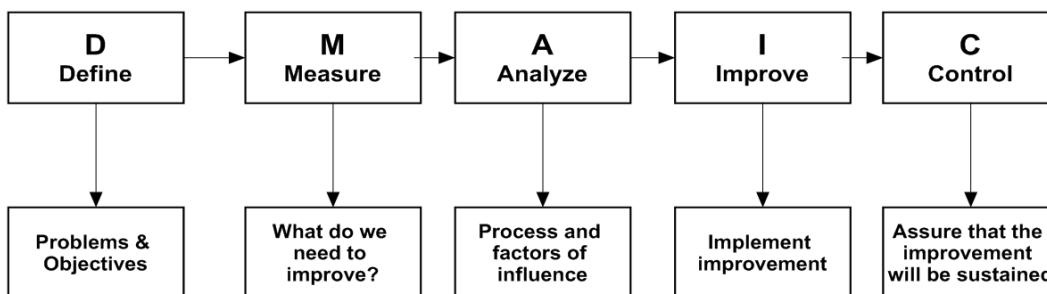 D
Define
M
Measure
A
Analyze
I
Improve
C
Control
Problems &
Objectives
What do we
need to
improve?
Process and
factors of
influence
Implement
improvement
Assure that the
improvement
will be sustained